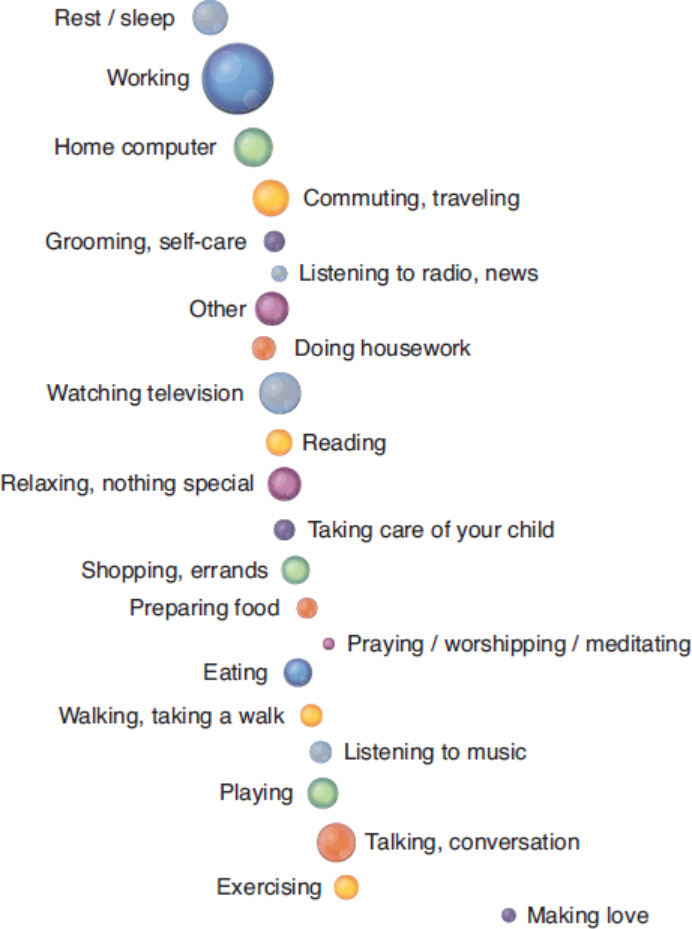 Rest / sleep
Working
Home computer
Commuting, traveling
Grooming, self-care
Listening to radio, news
Other
Doing housework
Watching television
Reading
Relaxing, nothing special
Taking care of your child
Shopping, errands
Preparing food
Praying / worshipping / meditating
Eating
Walking, taking a walk
Listening to music
Playing
Talking, conversation
Exercising
Making love